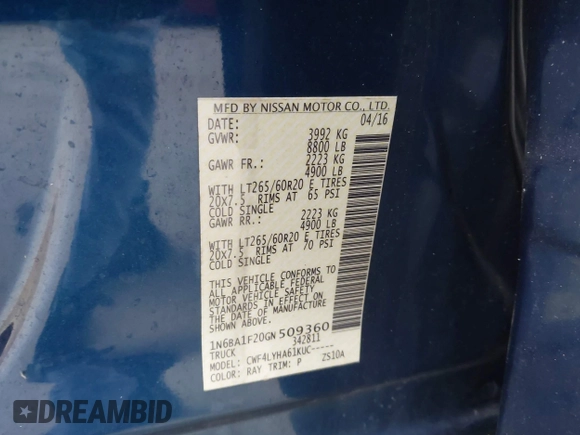 MFD BY NISSAN MOTOR CO., LTD.
DATE: 04/16
GVWR: 3992 KG
8800 LB
GAWR FR.: 2223 KG
4900 LB
WITH LT265/60R20 E TIRES
20X7.5 RIMS AT 65 PSI
COLD SINGLE
GAWR RR.: 2223 KG
4900 LB
WITH LT265/60R20 E TIRES
20X7.5 RIMS AT 70 PSI
COLD SINGLE
THIS VEHICLE CONFORMS TO
ALL APPLICABLE FEDERAL
MOTOR VEHICLE SAFETY
STANDARDS IN EFFECT ON
THE DATE OF MANUFACTURE
SHOWN ABOVE.
1N6BA1F20GN509360
TRUCK 342811
MODEL: CWF4LYHA61KUC-----
COLOR: RAY TRIM: P ZS10A
DREAMBID